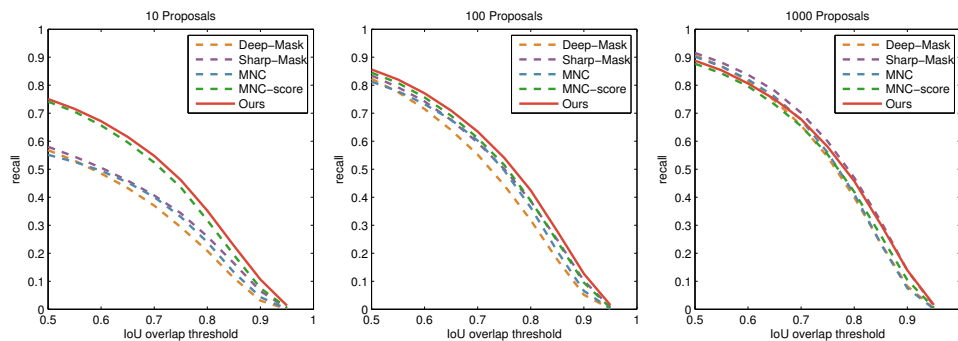 10 Proposals
1
0.9
0.8
0.7
0.6
0.5
0.4
0.3
0.2
0.1
0
recall
Deep−Mask
Sharp−Mask
MNC
MNC−score
Ours
0.5 0.6 0.7 0.8 0.9 1
IoU overlap threshold
100 Proposals
1
0.9
0.8
0.7
0.6
0.5
0.4
0.3
0.2
0.1
0
recall
Deep−Mask
Sharp−Mask
MNC
MNC−score
Ours
0.5 0.6 0.7 0.8 0.9 1
IoU overlap threshold
1000 Proposals
1
0.9
0.8
0.7
0.6
0.5
0.4
0.3
0.2
0.1
0
recall
Deep−Mask
Sharp−Mask
MNC
MNC−score
Ours
0.5 0.6 0.7 0.8 0.9
IoU overlap threshold